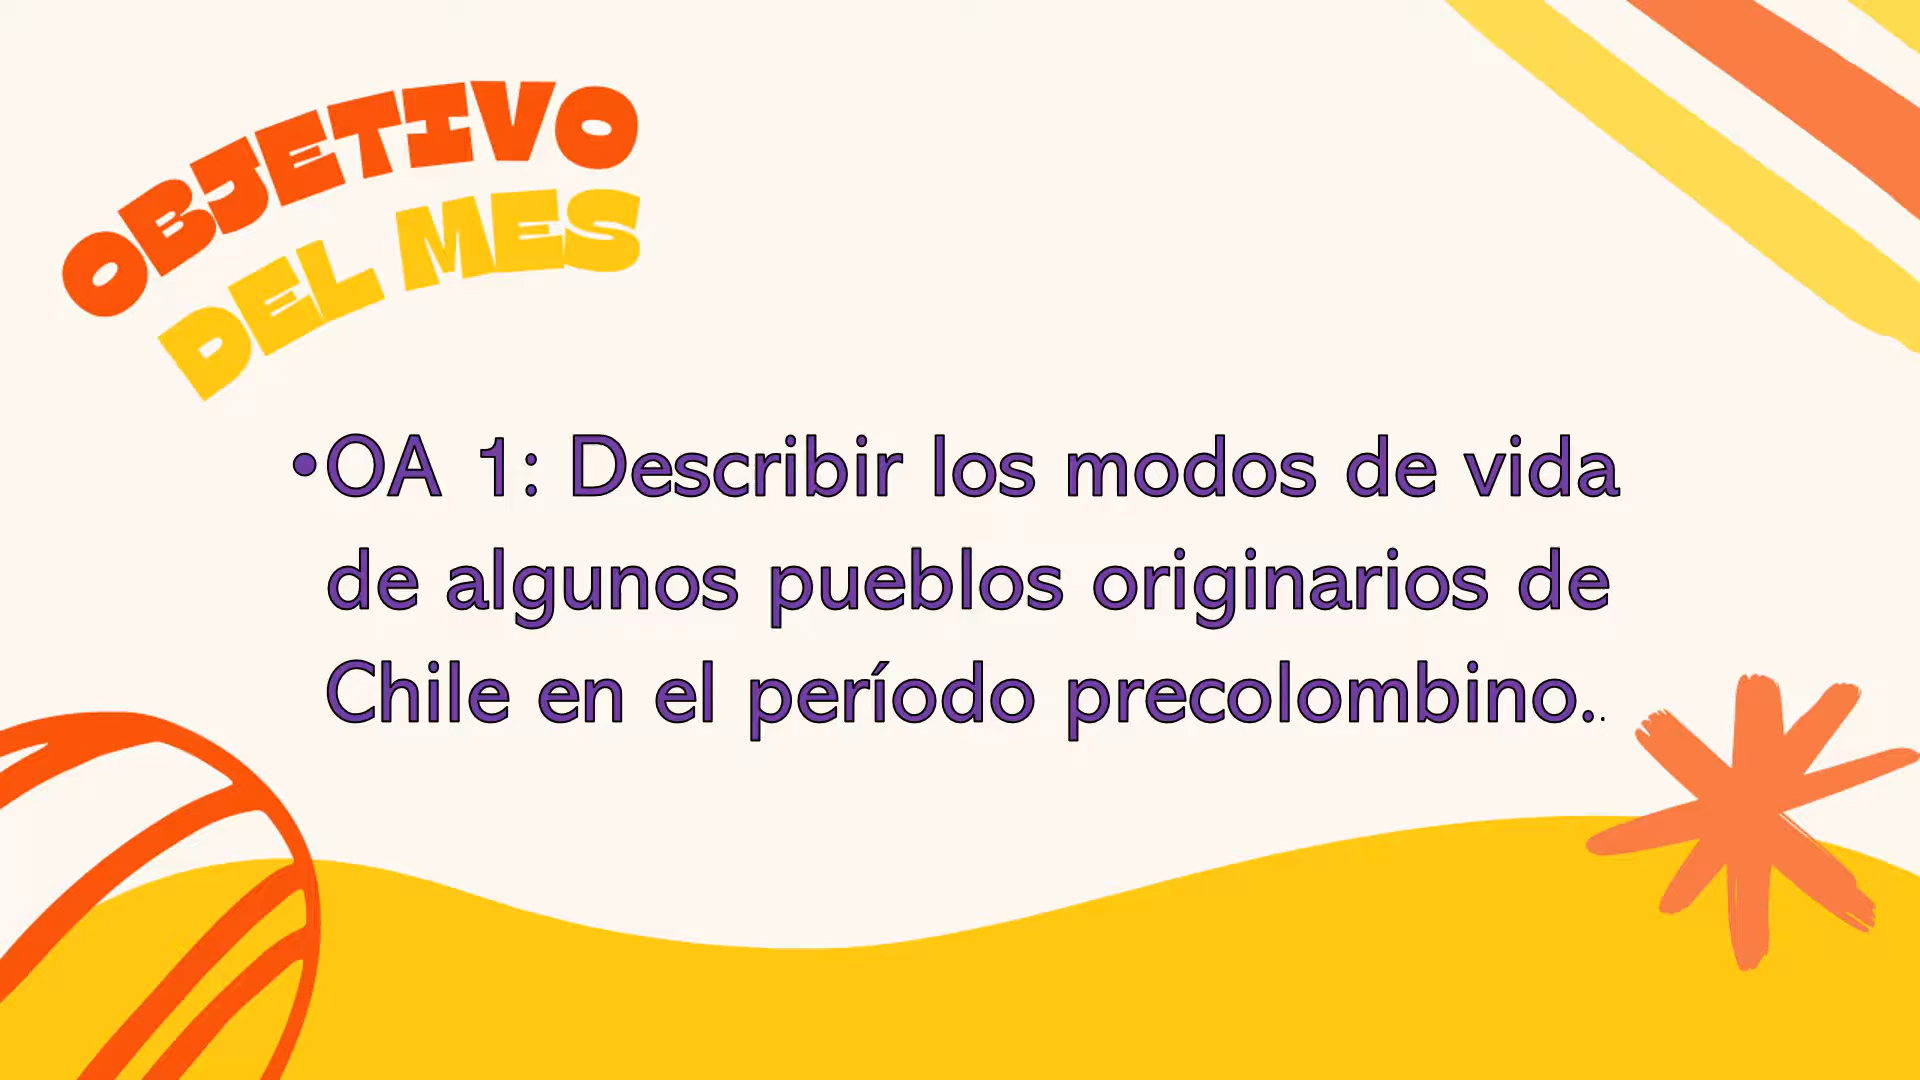 OBJETIVO
DEL MES
•OA 1: Describir los modos de vida
de algunos pueblos originarios de
Chile en el período precolombino..